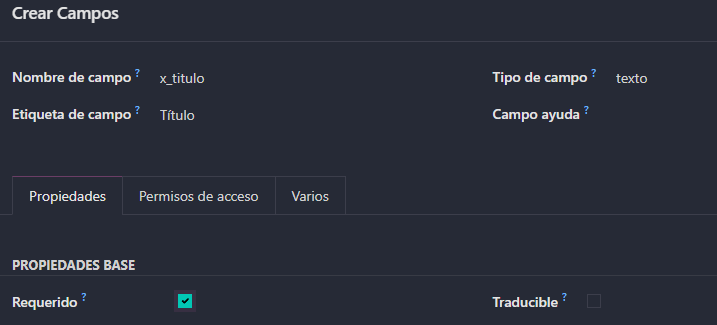 Crear Campos
Nombre de campo ? x_titulo Tipo de campo ? texto
Etiqueta de campo ? Título Campo ayuda ?
Propiedades Permisos de acceso Varios
PROPIEDADES BASE
Requerido ? Traducible ?